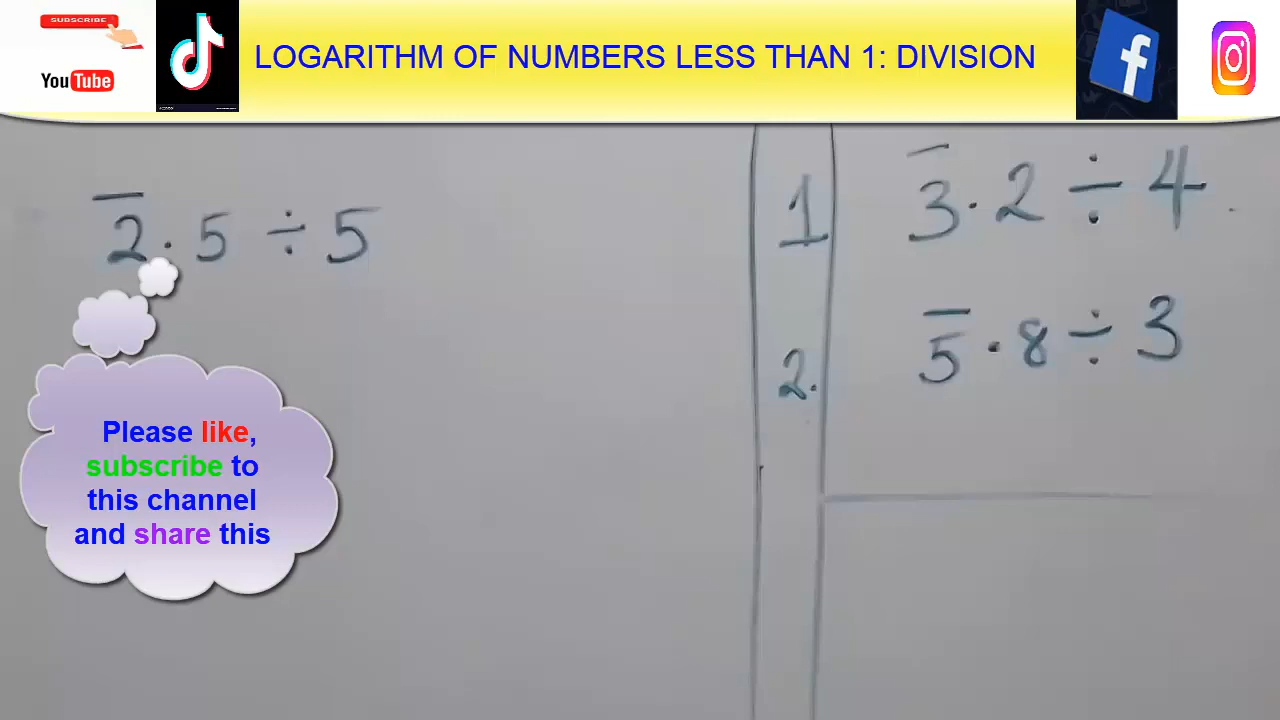 SUBSCRIBE
YouTube
LOGARITHM OF NUMBERS LESS THAN 1: DIVISION
2̅.5 ÷ 5
1 3̅.2 ÷ 4
2. 5̅.8 ÷ 3
Please like,
subscribe to
this channel
and share this